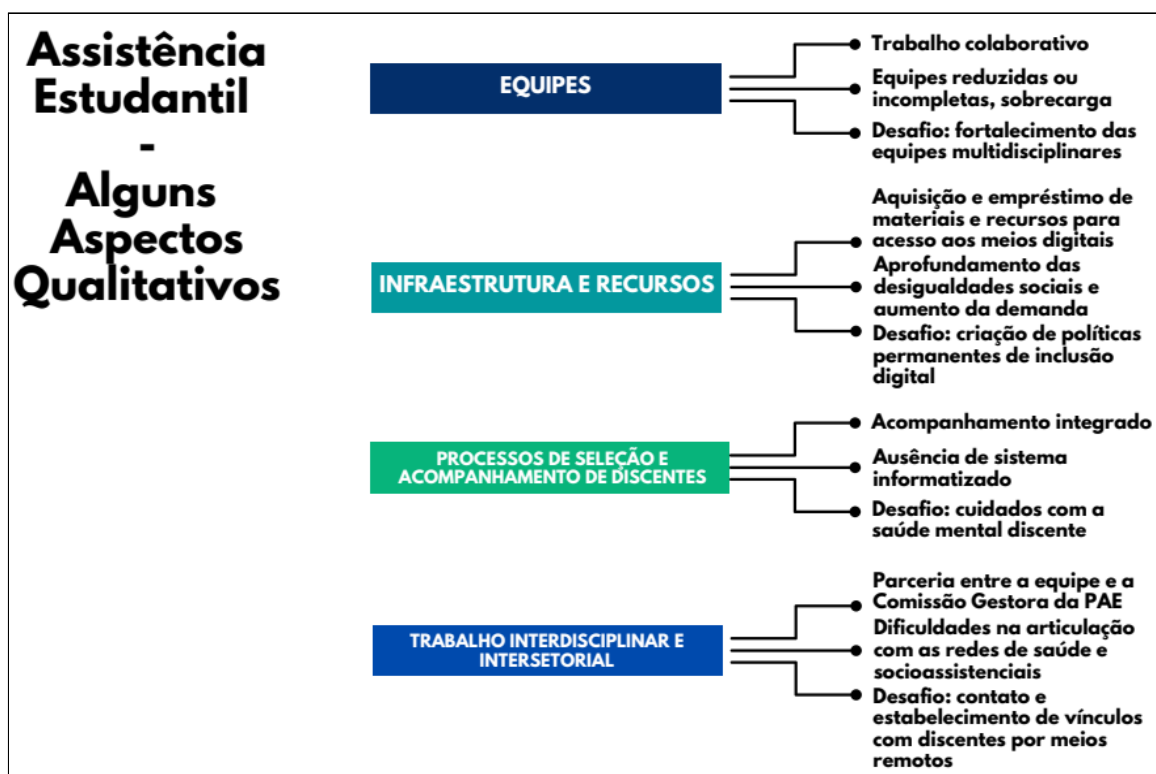 Assistência
Estudantil
-
Alguns
Aspectos
Qualitativos
EQUIPES
Trabalho colaborativo
Equipes reduzidas ou
incompletas, sobrecarga
Desafio: fortalecimento das
equipes multidisciplinares
INFRAESTRUTURA E RECURSOS
Aquisição e empréstimo de
materiais e recursos para
acesso aos meios digitais
Aprofundamento das
desigualdades sociais e
aumento da demanda
Desafio: criação de políticas
permanentes de inclusão
digital
PROCESSOS DE SELEÇÃO E
ACOMPANHAMENTO DE DISCENTES
Acompanhamento integrado
Ausência de sistema
informatizado
Desafio: cuidados com a
saúde mental discente
TRABALHO INTERDISCIPLINAR E
INTERSETORIAL
Parceria entre a equipe e a
Comissão Gestora da PAE
Dificuldades na articulação
com as redes de saúde e
socioassistenciais
Desafio: contato e
estabelecimento de vínculos
com discentes por meios
remotos